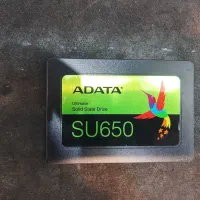 ADATA
Ultimate
Solid State Drive
SU650